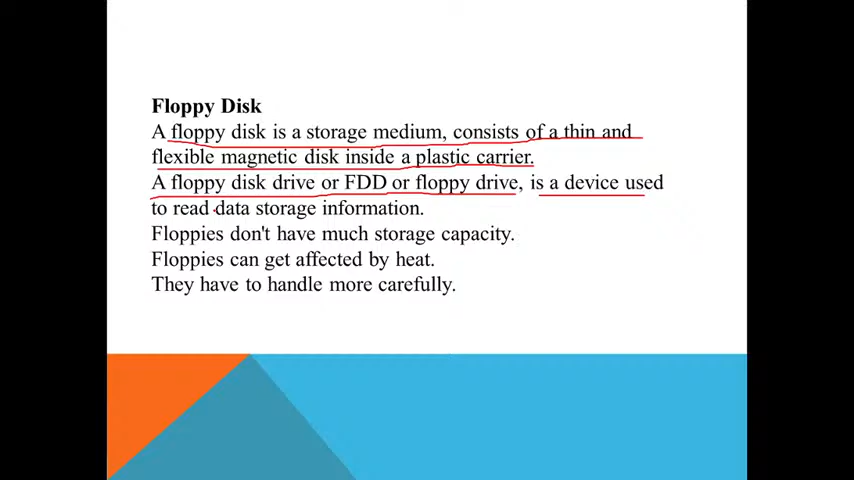 Floppy Disk
A floppy disk is a storage medium, consists of a thin and
flexible magnetic disk inside a plastic carrier.
A floppy disk drive or FDD or floppy drive, is a device used
to read data storage information.
Floppies don't have much storage capacity.
Floppies can get affected by heat.
They have to handle more carefully.